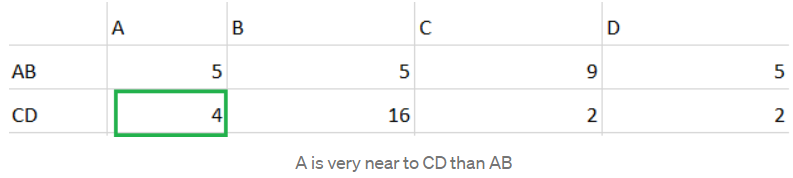 A B C D
AB 5 5 9 5
CD 4 16 2 2
A is very near to CD than AB